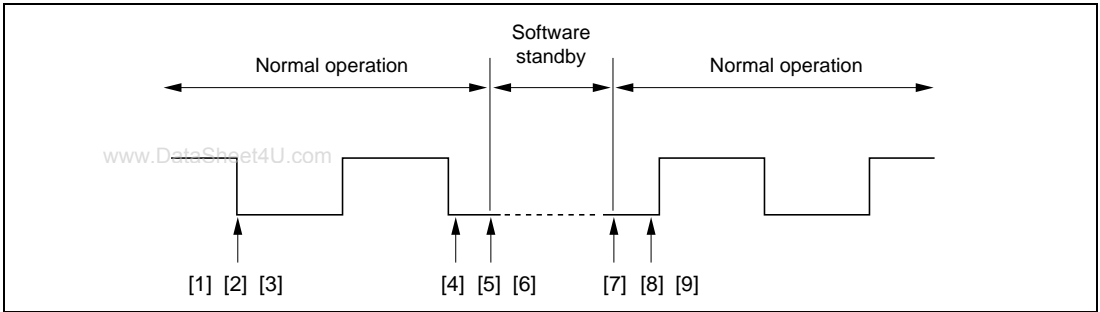 Software
standby
Normal operation
Normal operation
www.DataSheet4U.com
[1] [2] [3]
[4] [5] [6]
[7] [8] [9]